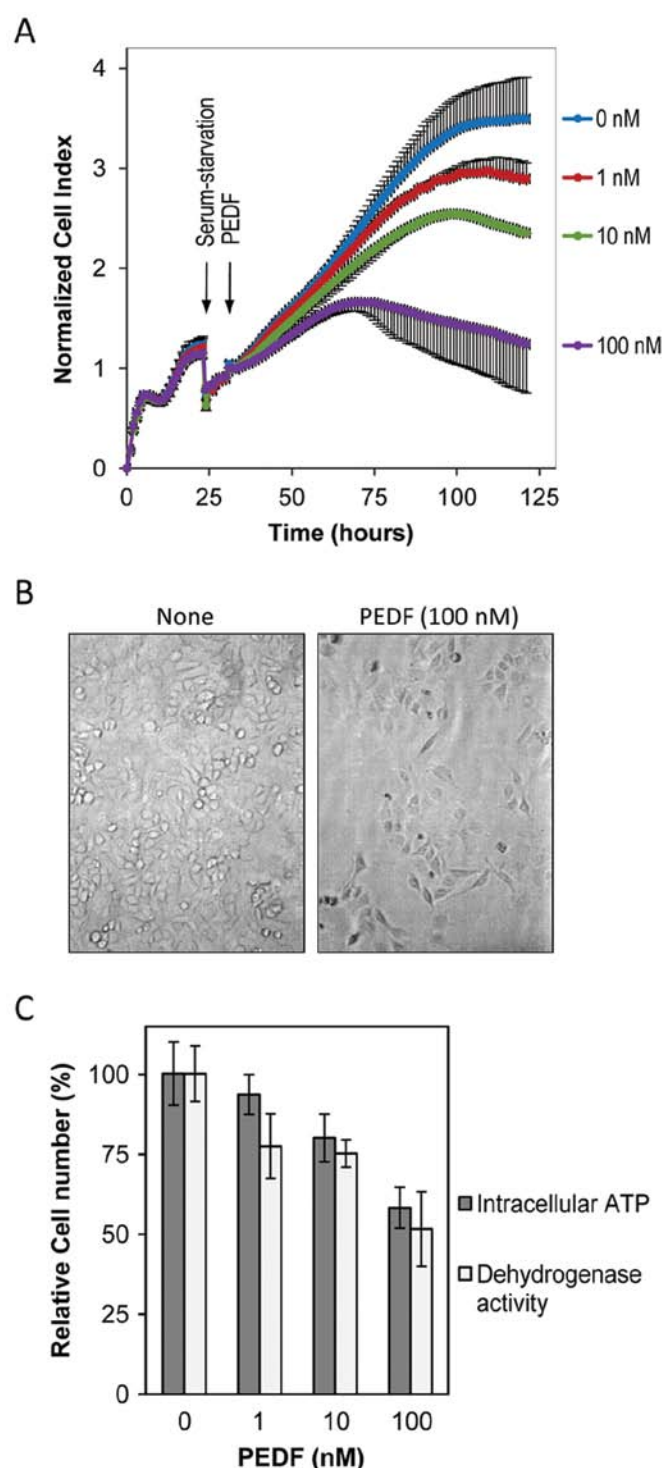 A
Normalized Cell Index
4
3
2
1
0
Serum-starvation
PEDF
0 nM
1 nM
10 nM
100 nM
0 25 50 75 100 125
Time (hours)
B
None
PEDF (100 nM)
C
Relative Cell number (%)
100
75
50
25
0
Intracellular ATP
Dehydrogenase
activity
0 1 10 100
PEDF (nM)